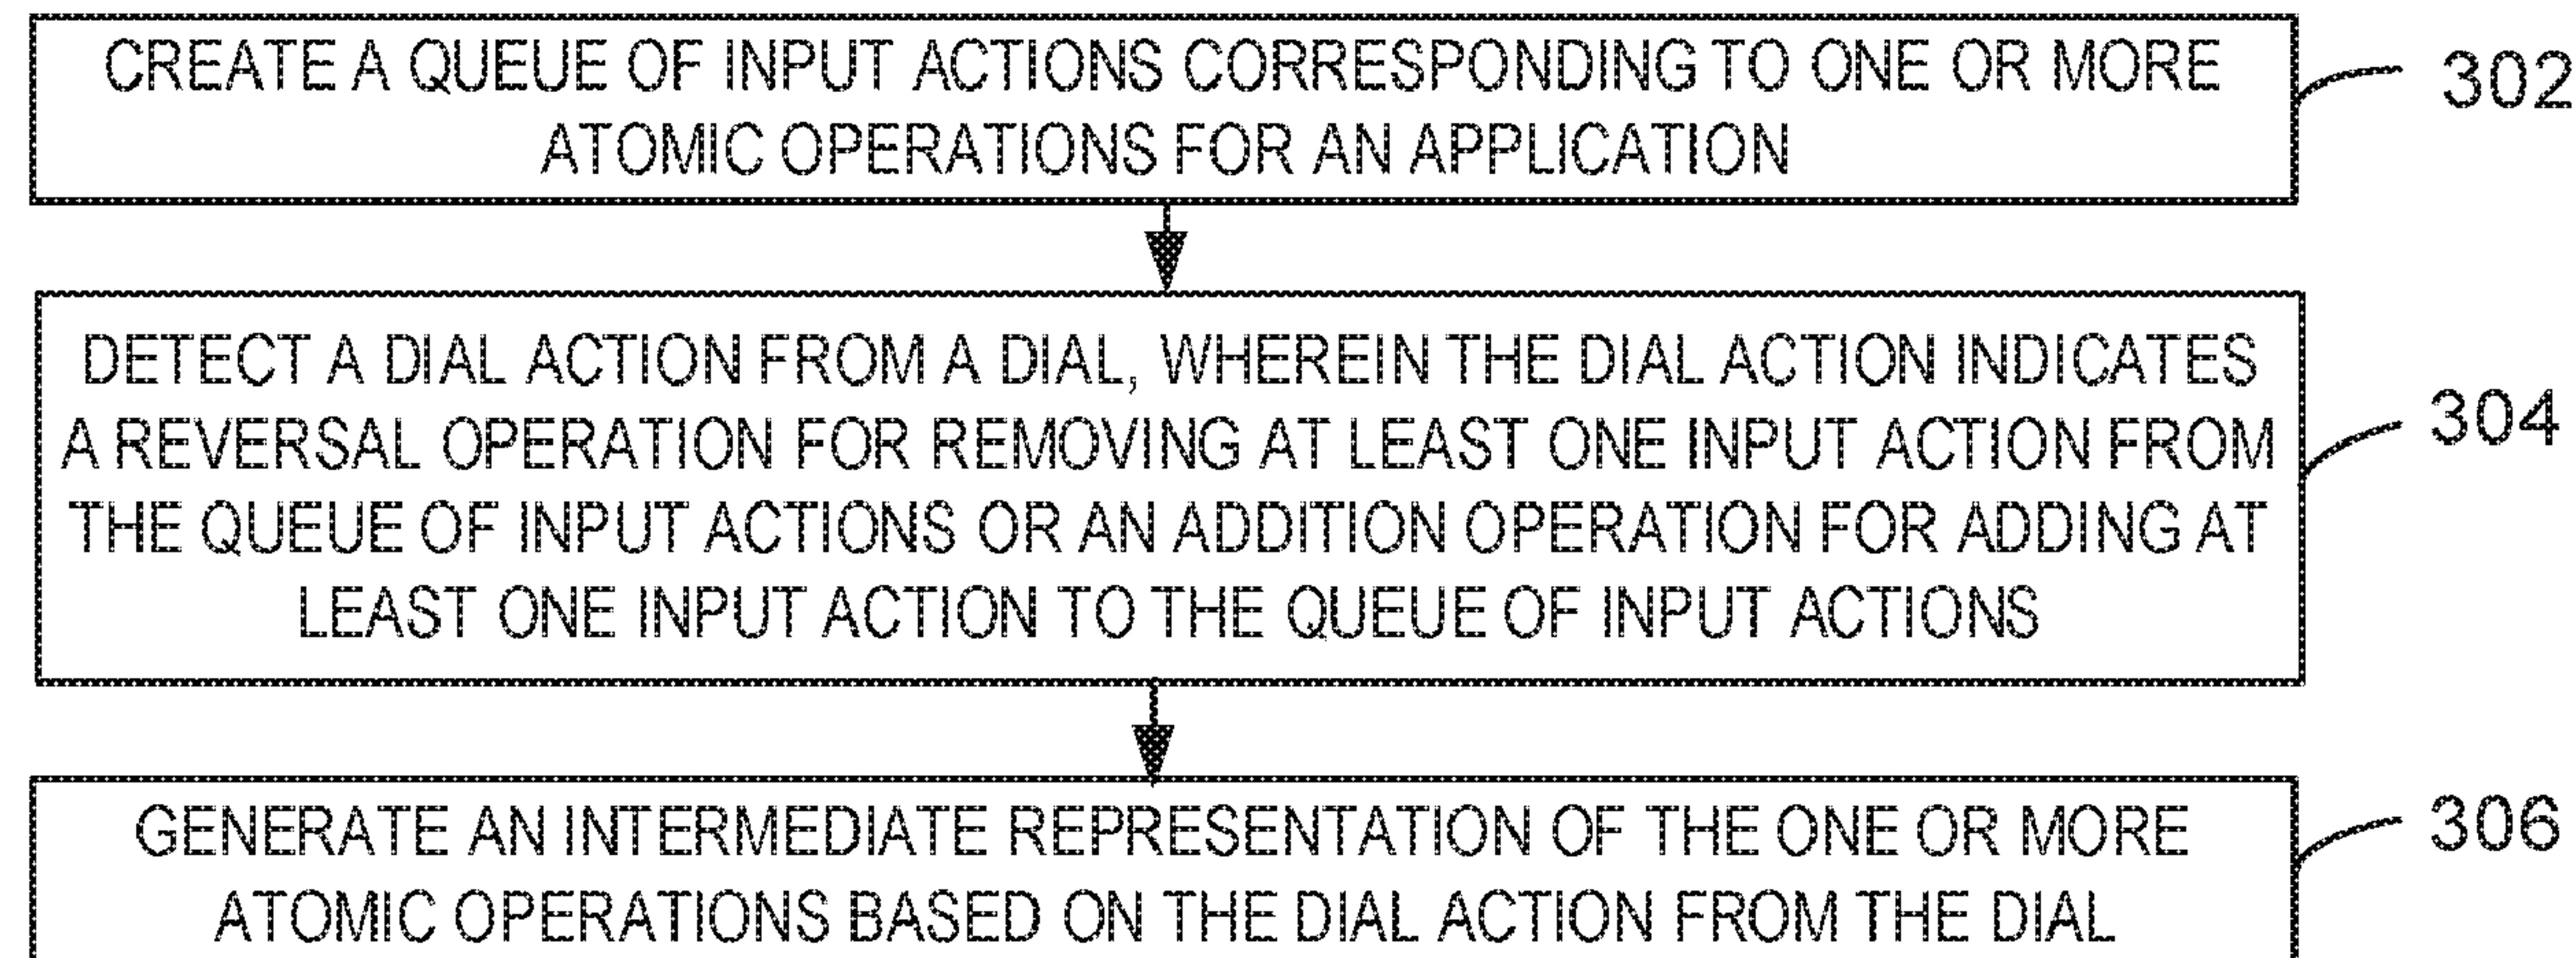 CREATE A QUEUE OF INPUT ACTIONS CORRESPONDING TO ONE OR MORE
ATOMIC OPERATIONS FOR AN APPLICATION
302
DETECT A DIAL ACTION FROM A DIAL, WHEREIN THE DIAL ACTION INDICATES
A REVERSAL OPERATION FOR REMOVING AT LEAST ONE INPUT ACTION FROM
THE QUEUE OF INPUT ACTIONS OR AN ADDITION OPERATION FOR ADDING AT
LEAST ONE INPUT ACTION TO THE QUEUE OF INPUT ACTIONS
304
GENERATE AN INTERMEDIATE REPRESENTATION OF THE ONE OR MORE
ATOMIC OPERATIONS BASED ON THE DIAL ACTION FROM THE DIAL
306